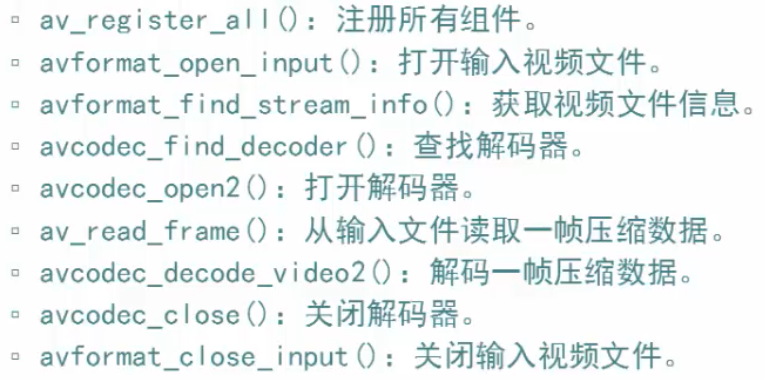 av_register_all()：注册所有组件。
avformat_open_input()：打开输入视频文件。
avformat_find_stream_info()：获取视频文件信息。
avcodec_find_decoder()：查找解码器。
avcodec_open2()：打开解码器。
av_read_frame()：从输入文件读取一帧压缩数据。
avcodec_decode_video2()：解码一帧压缩数据。
avcodec_close()：关闭解码器。
avformat_close_input()：关闭输入视频文件。